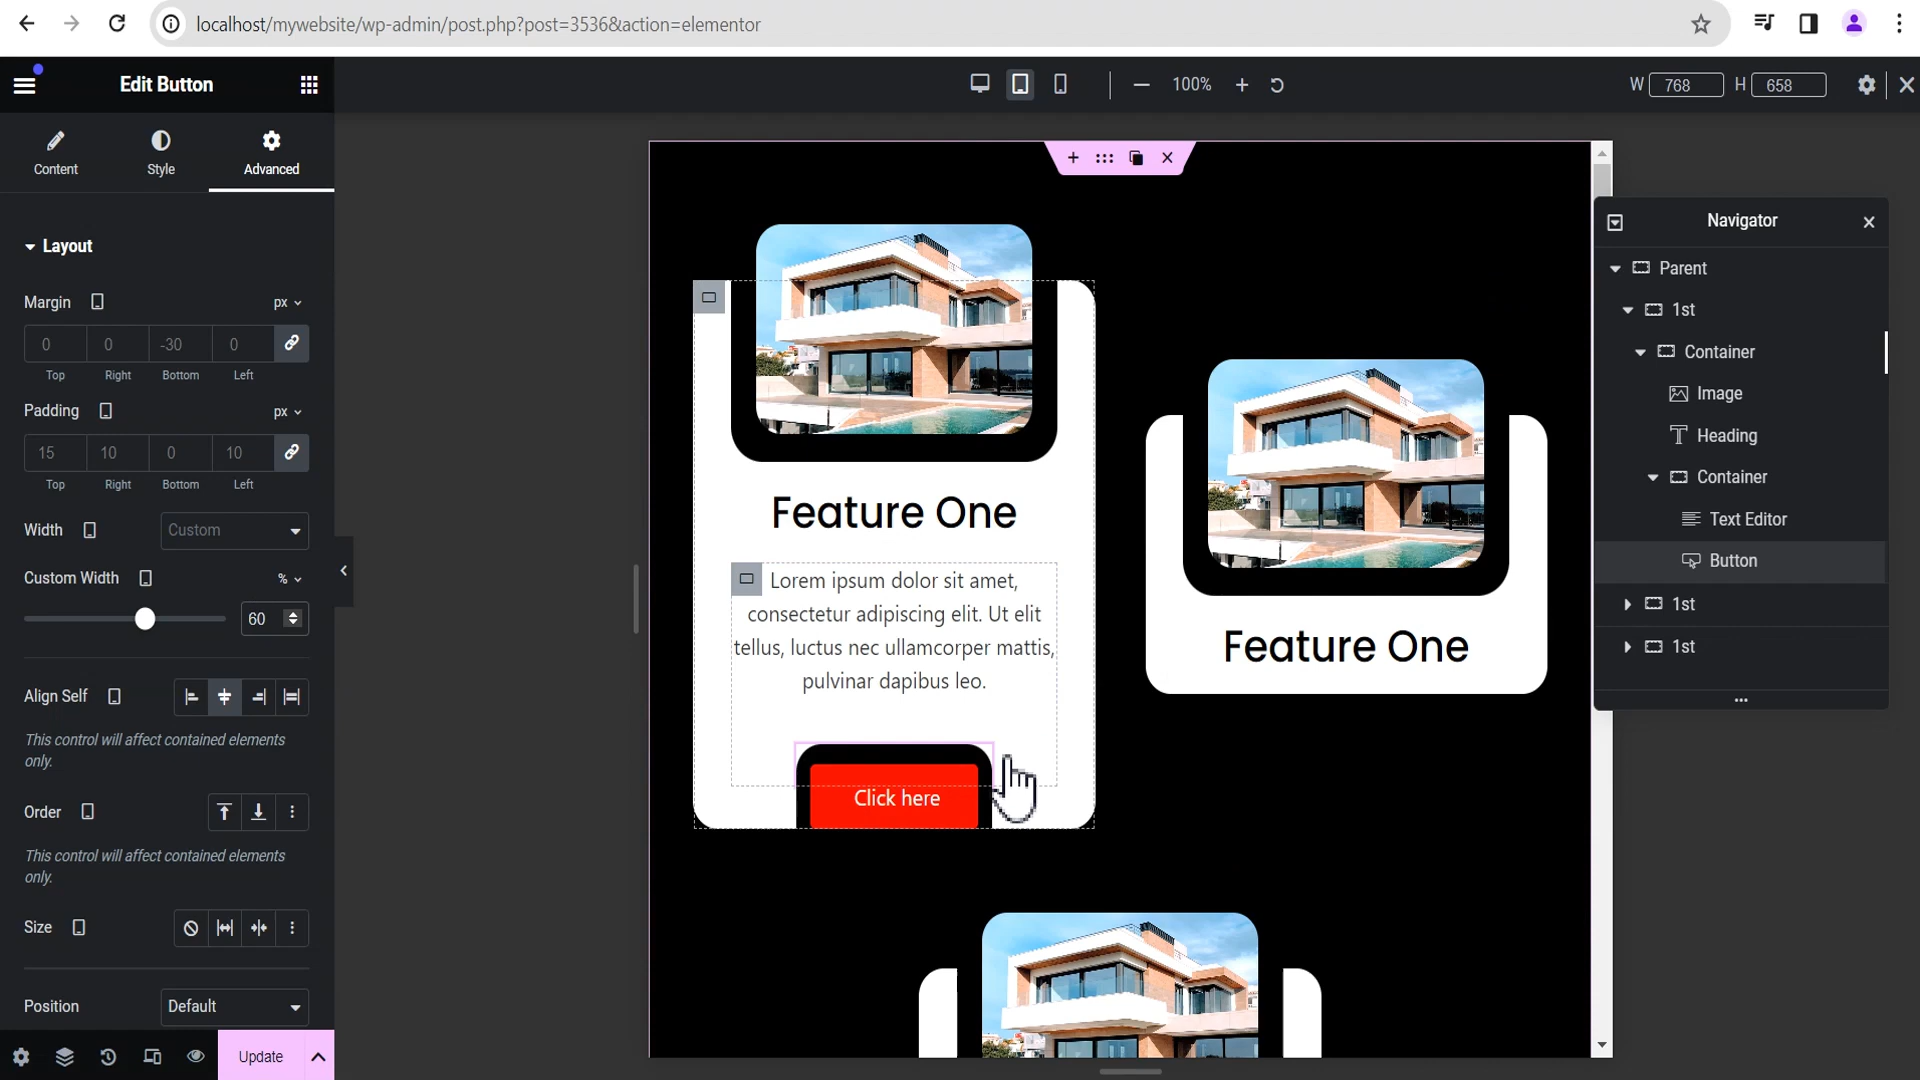 localhost/mywebsite/wp-admin/post.php?post=3536&action=elementor
Edit Button
100%
W 768 H 658
Content
Style
Advanced
Layout
Margin
px
0 0 -30 0
Top Right Bottom Left
Padding
px
15 10 0 10
Top Right Bottom Left
Width
Custom
Custom Width
%
60
Align Self
This control will affect contained elements
only.
Order
This control will affect contained elements
only.
Size
Position
Default
Update
Feature One
Lorem ipsum dolor sit amet,
consectetur adipiscing elit. Ut elit
tellus, luctus nec ullamcorper mattis,
pulvinar dapibus leo.
Click here
Feature One
Navigator
Parent
1st
Container
Image
Heading
Container
Text Editor
Button
1st
1st